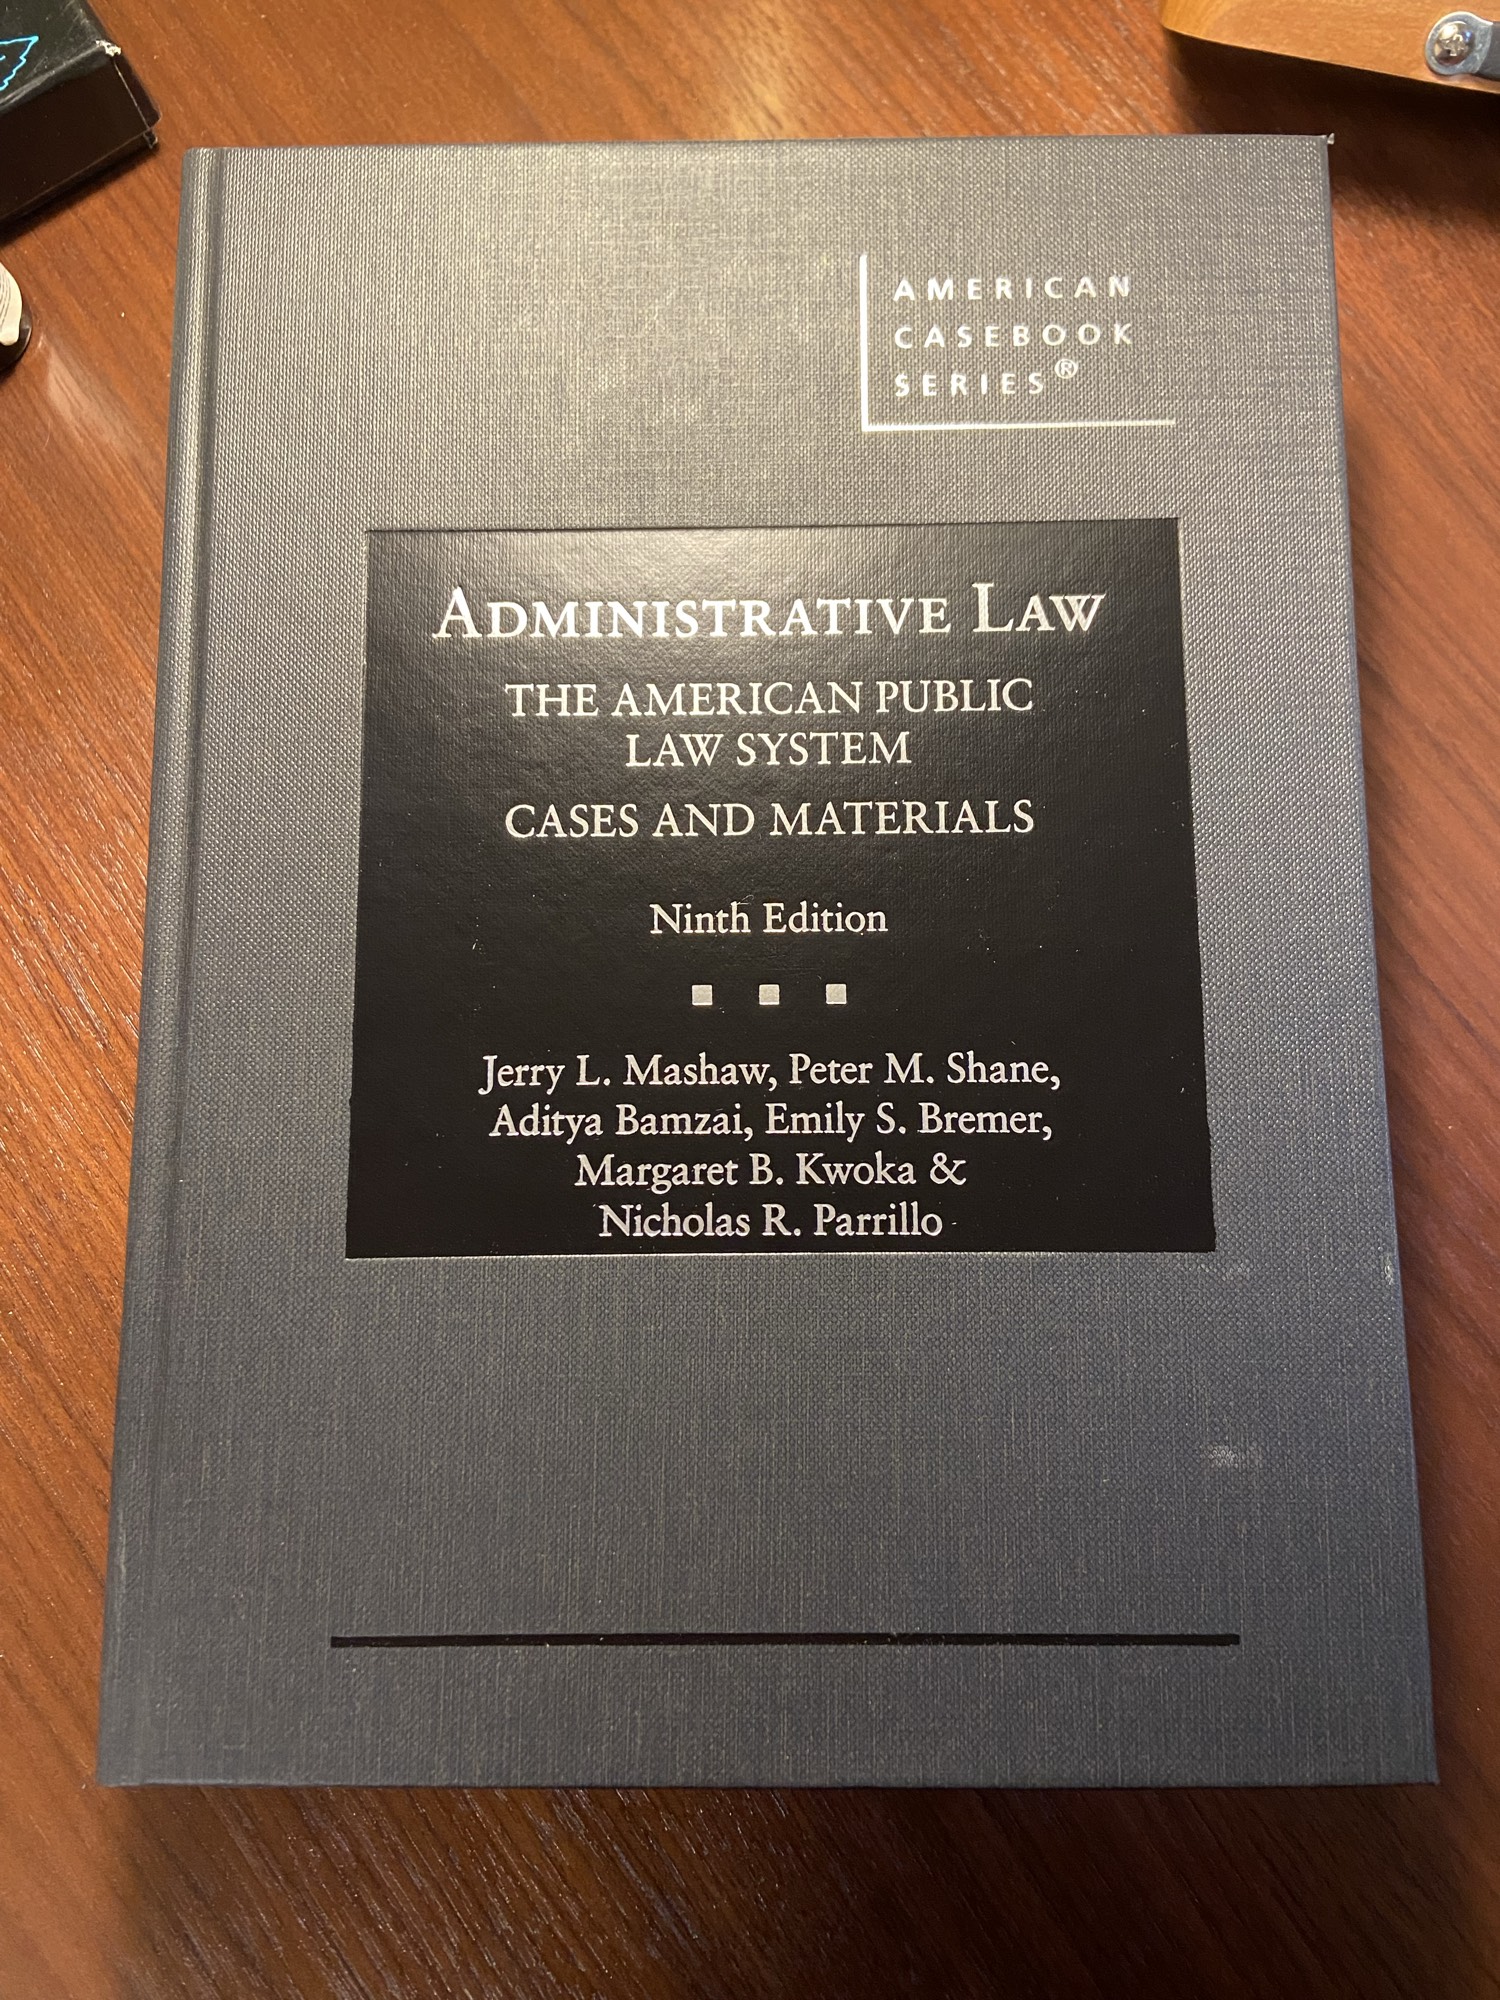 AMERICAN
CASEBOOK
SERIES®
ADMINISTRATIVE LAW
THE AMERICAN PUBLIC
LAW SYSTEM
CASES AND MATERIALS
Ninth Edition
Jerry L. Mashaw, Peter M. Shane,
Aditya Bamzai, Emily S. Bremer,
Margaret B. Kwoka &
Nicholas R. Parrillo